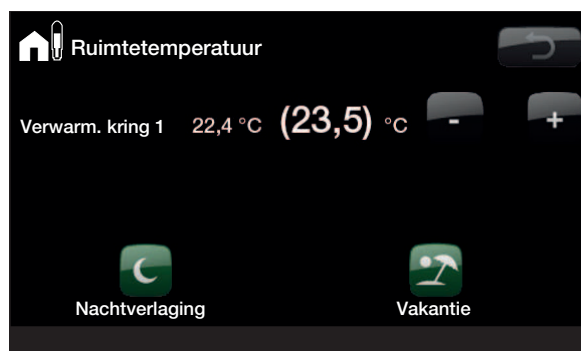 Ruimtetemperatuur
Verwarm. kring 1 22,4 °C (23,5) °C - +
Nachtverlaging Vakantie